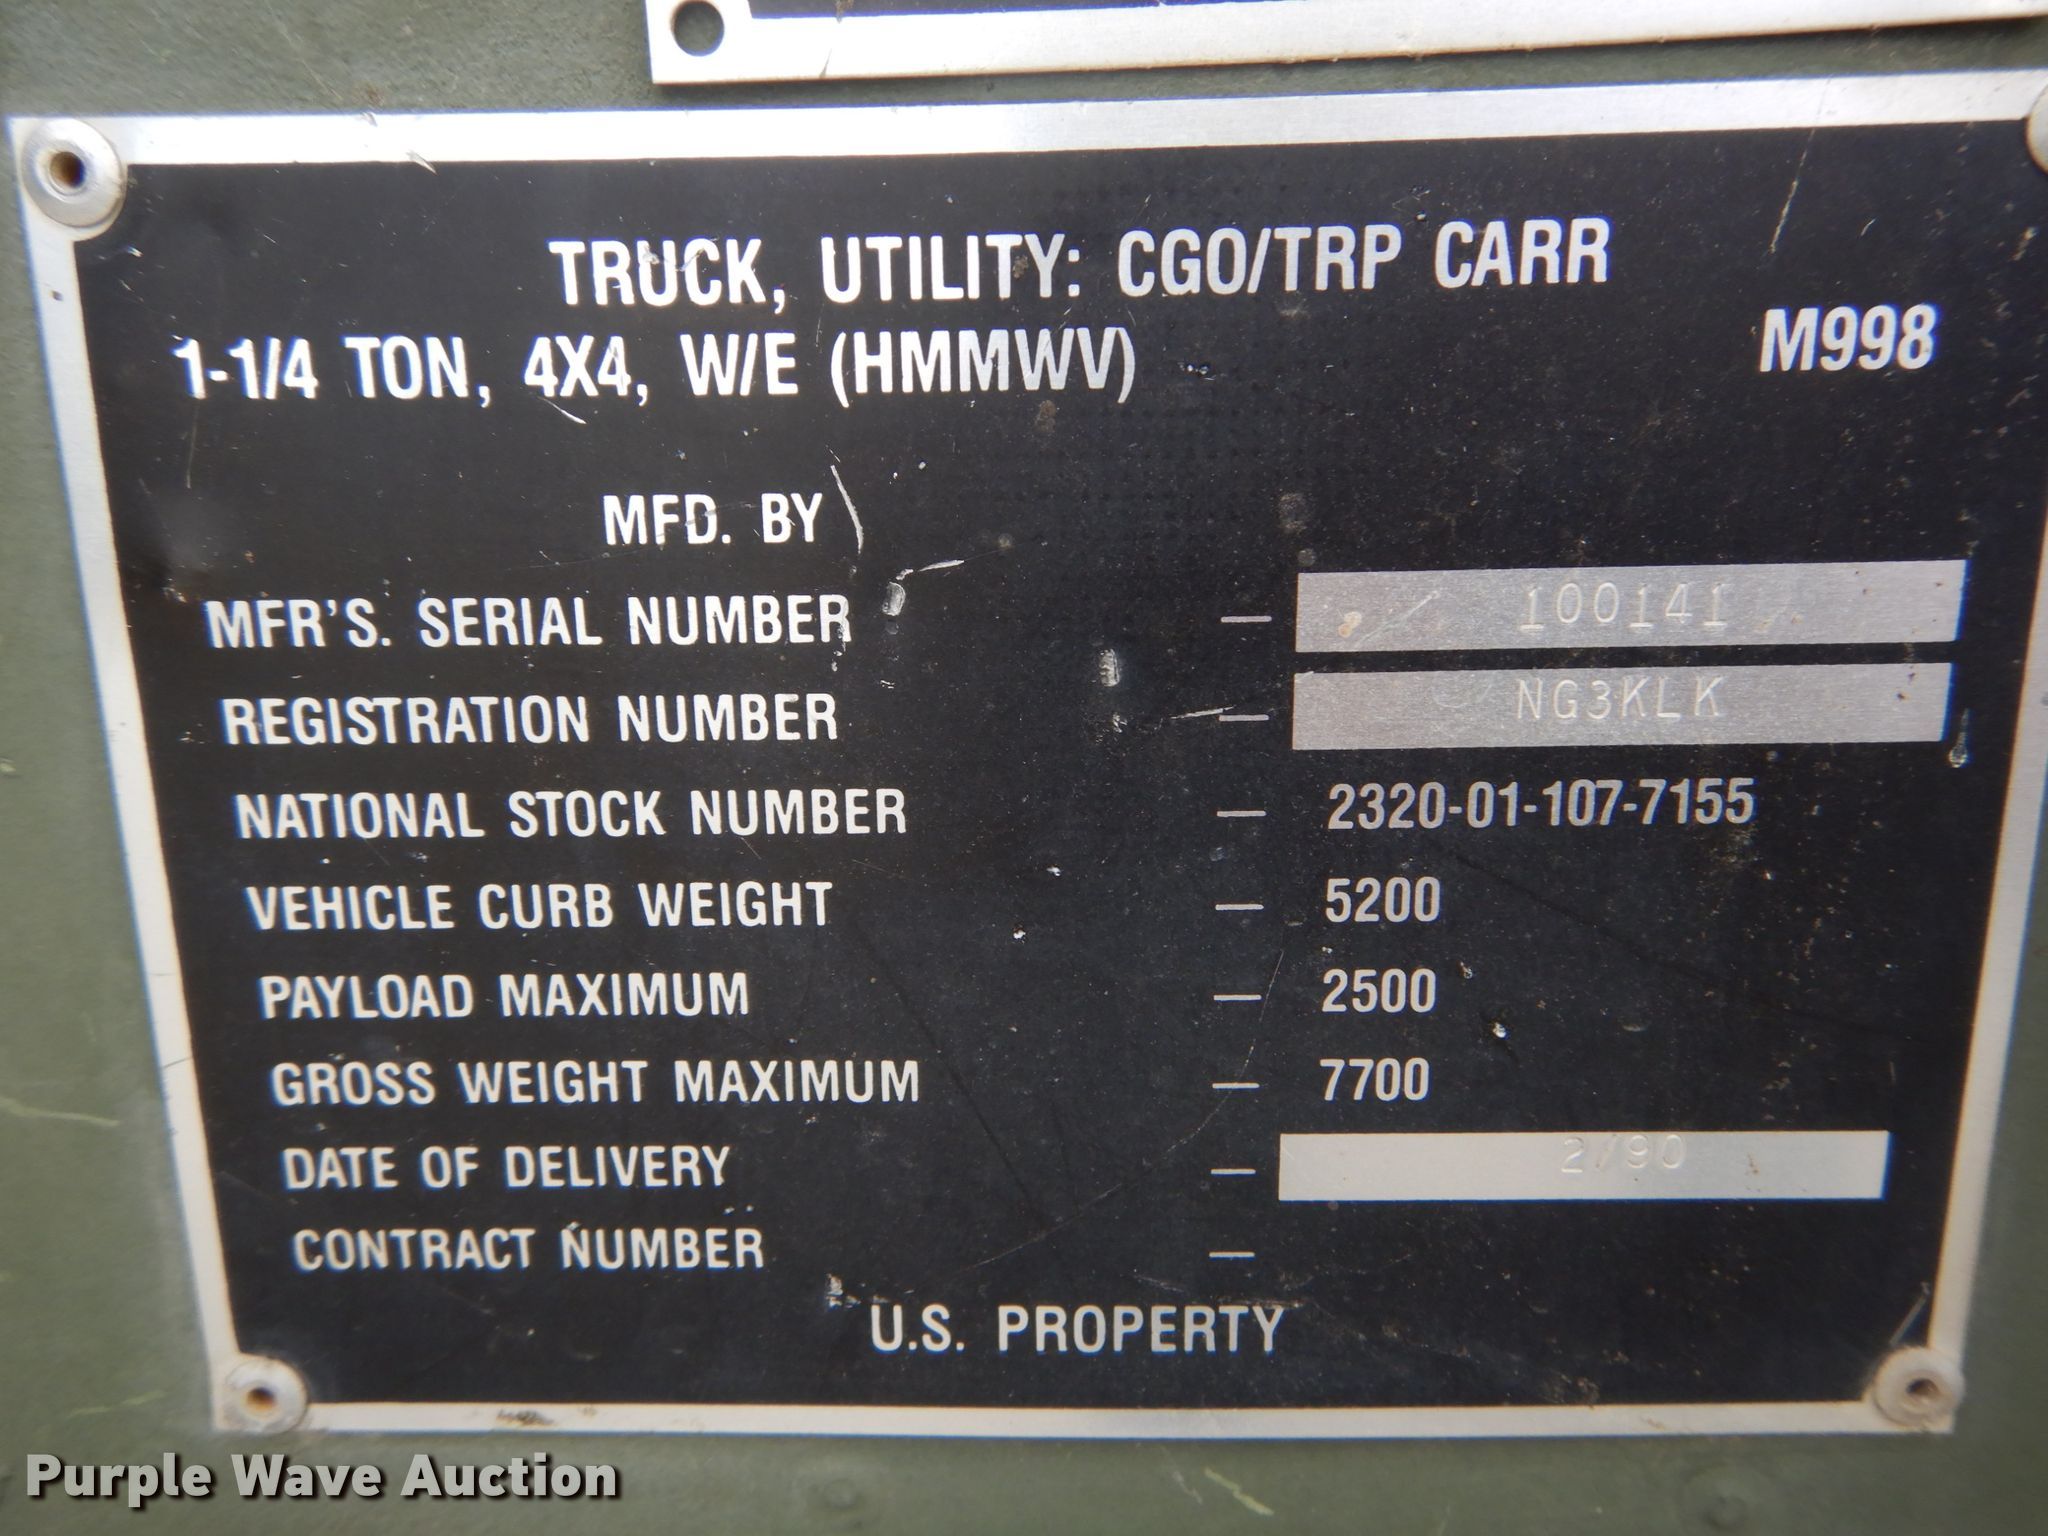 TRUCK, UTILITY: CGO/TRP CARR
1-1/4 TON, 4X4, W/E (HMMWV) M998
MFD. BY
MFR'S. SERIAL NUMBER — 100141
REGISTRATION NUMBER — NG3KLK
NATIONAL STOCK NUMBER — 2320-01-107-7155
VEHICLE CURB WEIGHT — 5200
PAYLOAD MAXIMUM — 2500
GROSS WEIGHT MAXIMUM — 7700
DATE OF DELIVERY — 2/90
CONTRACT NUMBER —
U.S. PROPERTY
Purple Wave Auction